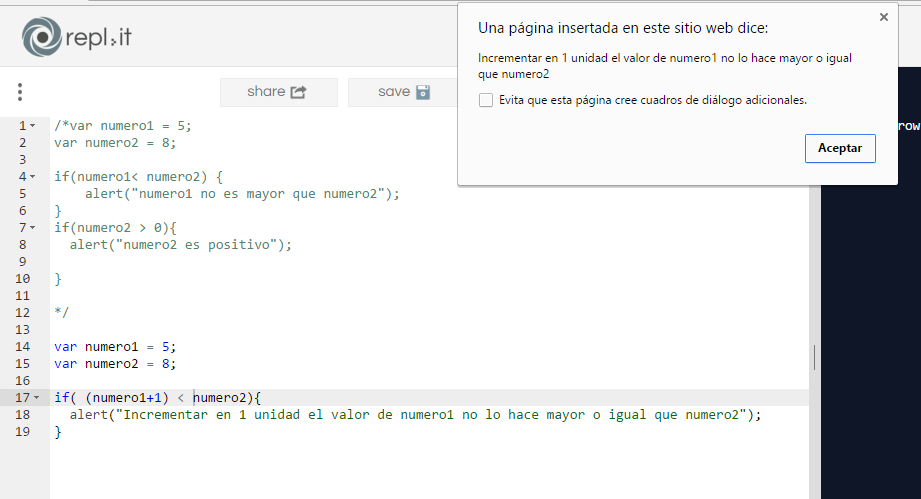 repl.it
share
save
Una página insertada en este sitio web dice:
Incrementar en 1 unidad el valor de numero1 no lo hace mayor o igual
que numero2
Evita que esta página cree cuadros de diálogo adicionales.
Aceptar
row
1 /*var numero1 = 5;
2 var numero2 = 8;
3
4 if(numero1< numero2) {
5 alert("numero1 no es mayor que numero2");
6 }
7 if(numero2 > 0){
8 alert("numero2 es positivo");
9
10 }
11
12 */
13
14 var numero1 = 5;
15 var numero2 = 8;
16
17 if( (numero1+1) < numero2){
18 alert("Incrementar en 1 unidad el valor de numero1 no lo hace mayor o igual que numero2");
19 }